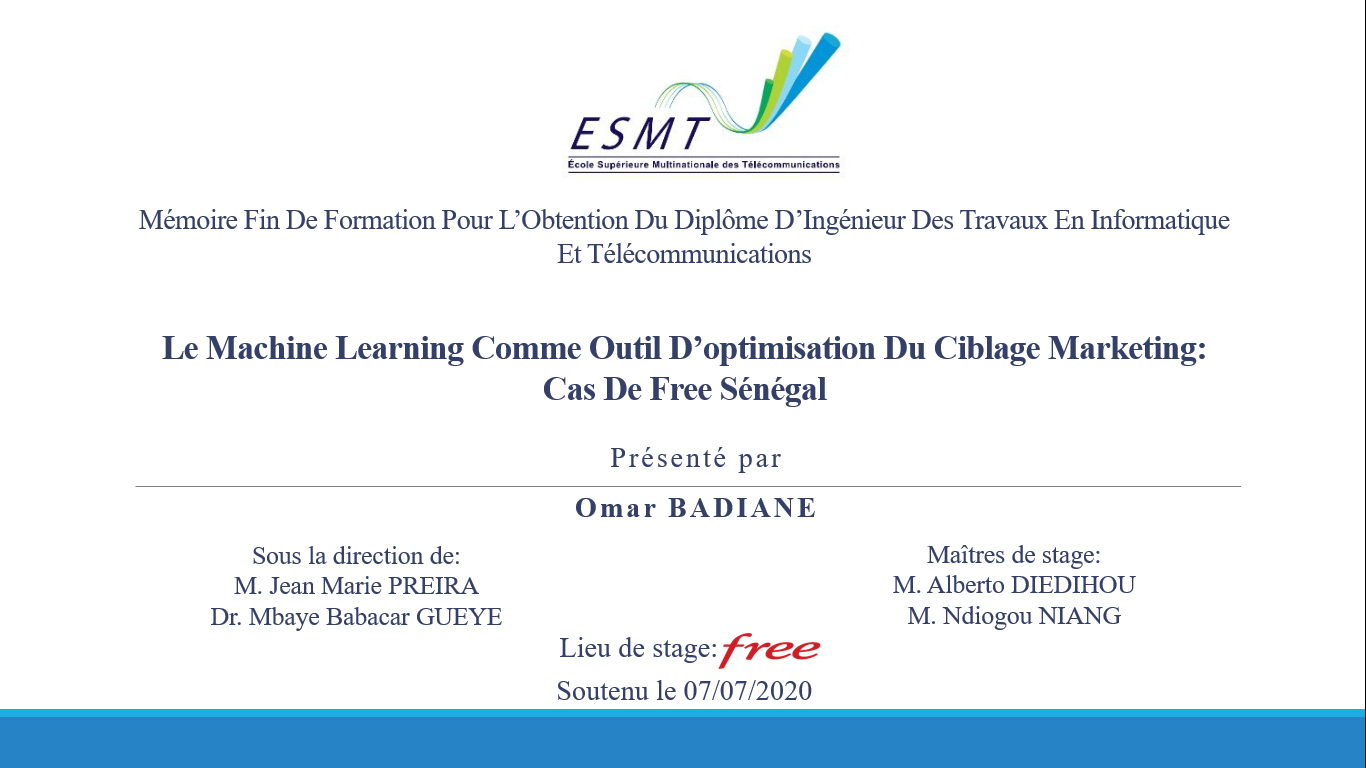 ESMT
École Supérieure Multinationale des Télécommunications
Mémoire Fin De Formation Pour L’Obtention Du Diplôme D’Ingénieur Des Travaux En Informatique
Et Télécommunications
Le Machine Learning Comme Outil D’optimisation Du Ciblage Marketing:
Cas De Free Sénégal
Présenté par
Omar BADIANE
Sous la direction de:
M. Jean Marie PREIRA
Dr. Mbaye Babacar GUEYE
Maîtres de stage:
M. Alberto DIEDIHOU
M. Ndiogou NIANG
Lieu de stage: free
Soutenu le 07/07/2020